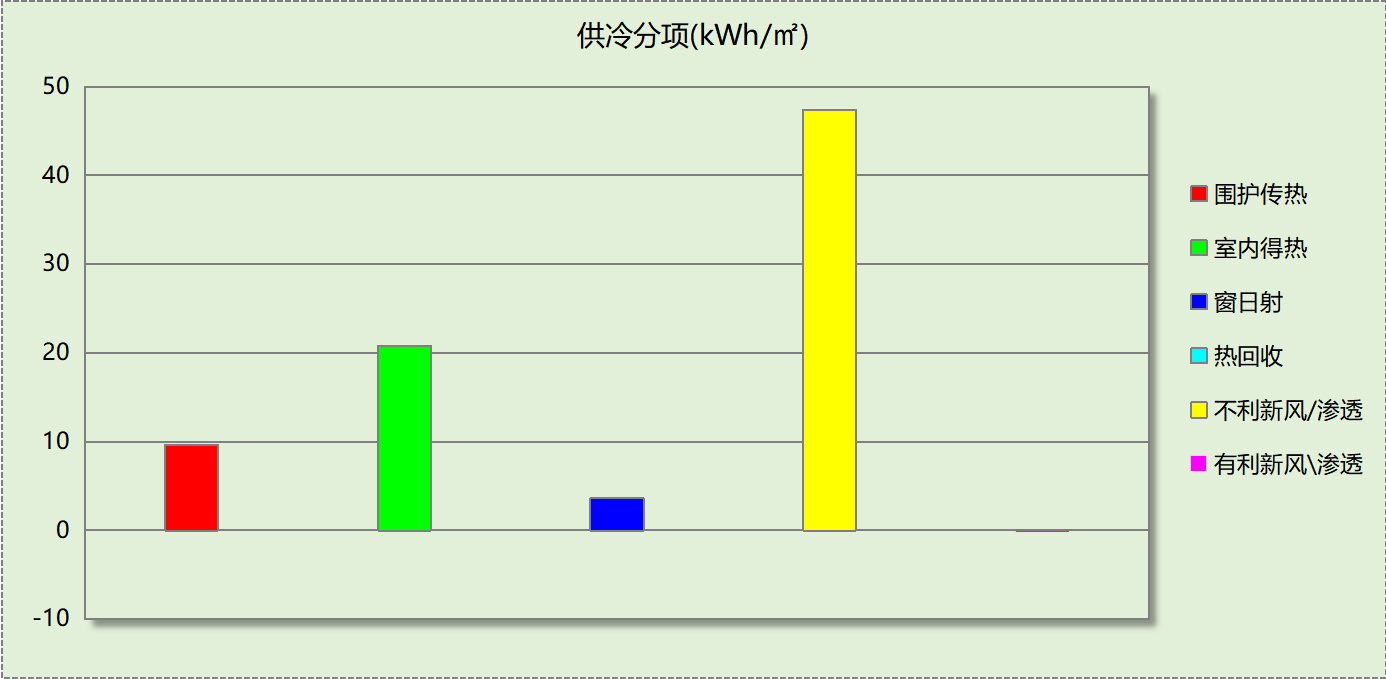 供冷分项(kWh/㎡)
50
40
30
20
10
0
-10
围护传热
室内得热
窗日射
热回收
不利新风/渗透
有利新风\渗透